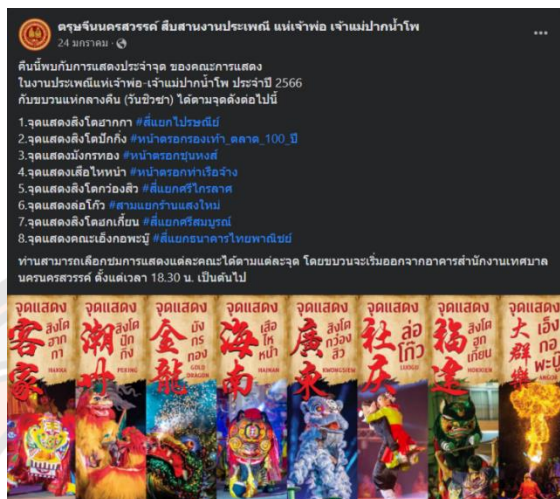 ตรุษจีนนครสวรรค์ สืบสานงานประเพณี แห่เจ้าพ่อ เจ้าแม่ปากน้ำโพ
24 มกราคม
คืนนี้พบกับการแสดงประจำจุด ของคณะการแสดง
ในงานประเพณีแห่เจ้าพ่อ-เจ้าแม่ปากน้ำโพ ประจำปี 2566
กับขบวนแห่กลางคืน (วันชิวซา) ได้ตามจุดดังต่อไปนี้
1.จุดแสดงสิงโตฮากกา #สี่แยกไปรษณีย์
2.จุดแสดงสิงโตปักกิ่ง #หน้าตรอกรองเท้า_ตลาด_100_ปี
3.จุดแสดงมังกรทอง #หน้าตรอกซุนหงส์
4.จุดแสดงเสือไหหนำ #หน้าตรอกท่าเรือจ้าง
5.จุดแสดงสิงโตกว๋องสิว #สี่แยกศรีไกรลาศ
6.จุดแสดงล่อโก๊ว #สามแยกร้านแสงใหม่
7.จุดแสดงสิงโตฮกเกี้ยน #สี่แยกศรีสมบูรณ์
8.จุดแสดงคณะเอ็งกอพะบู๊ #สี่แยกธนาคารไทยพาณิชย์
ท่านสามารถเลือกชมการแสดงแต่ละคณะได้ตามแต่ละจุด โดยขบวนจะเริ่มออกจากอาคารสำนักงานเทศบาล
นครนครสวรรค์ ตั้งแต่เวลา 18.30 น. เป็นต้นไป
จุดแสดง จุดแสดง จุดแสดง จุดแสดง จุดแสดง จุดแสดง จุดแสดง จุดแสดง
客家 สิงโตฮากกา HAKKA
潮州 สิงโตปักกิ่ง PEKING
金龍 มังกรทอง GOLD DRAGON
海南 เสือไหหนำ HAINAN
廣東 สิงโตกว๋องสิว KWONGSIEW
社庆 ล่อโก๊ว LUOGU
福建 สิงโตฮกเกี้ยน HOKKIEN
大群樂 เอ็งกอพะบู๊